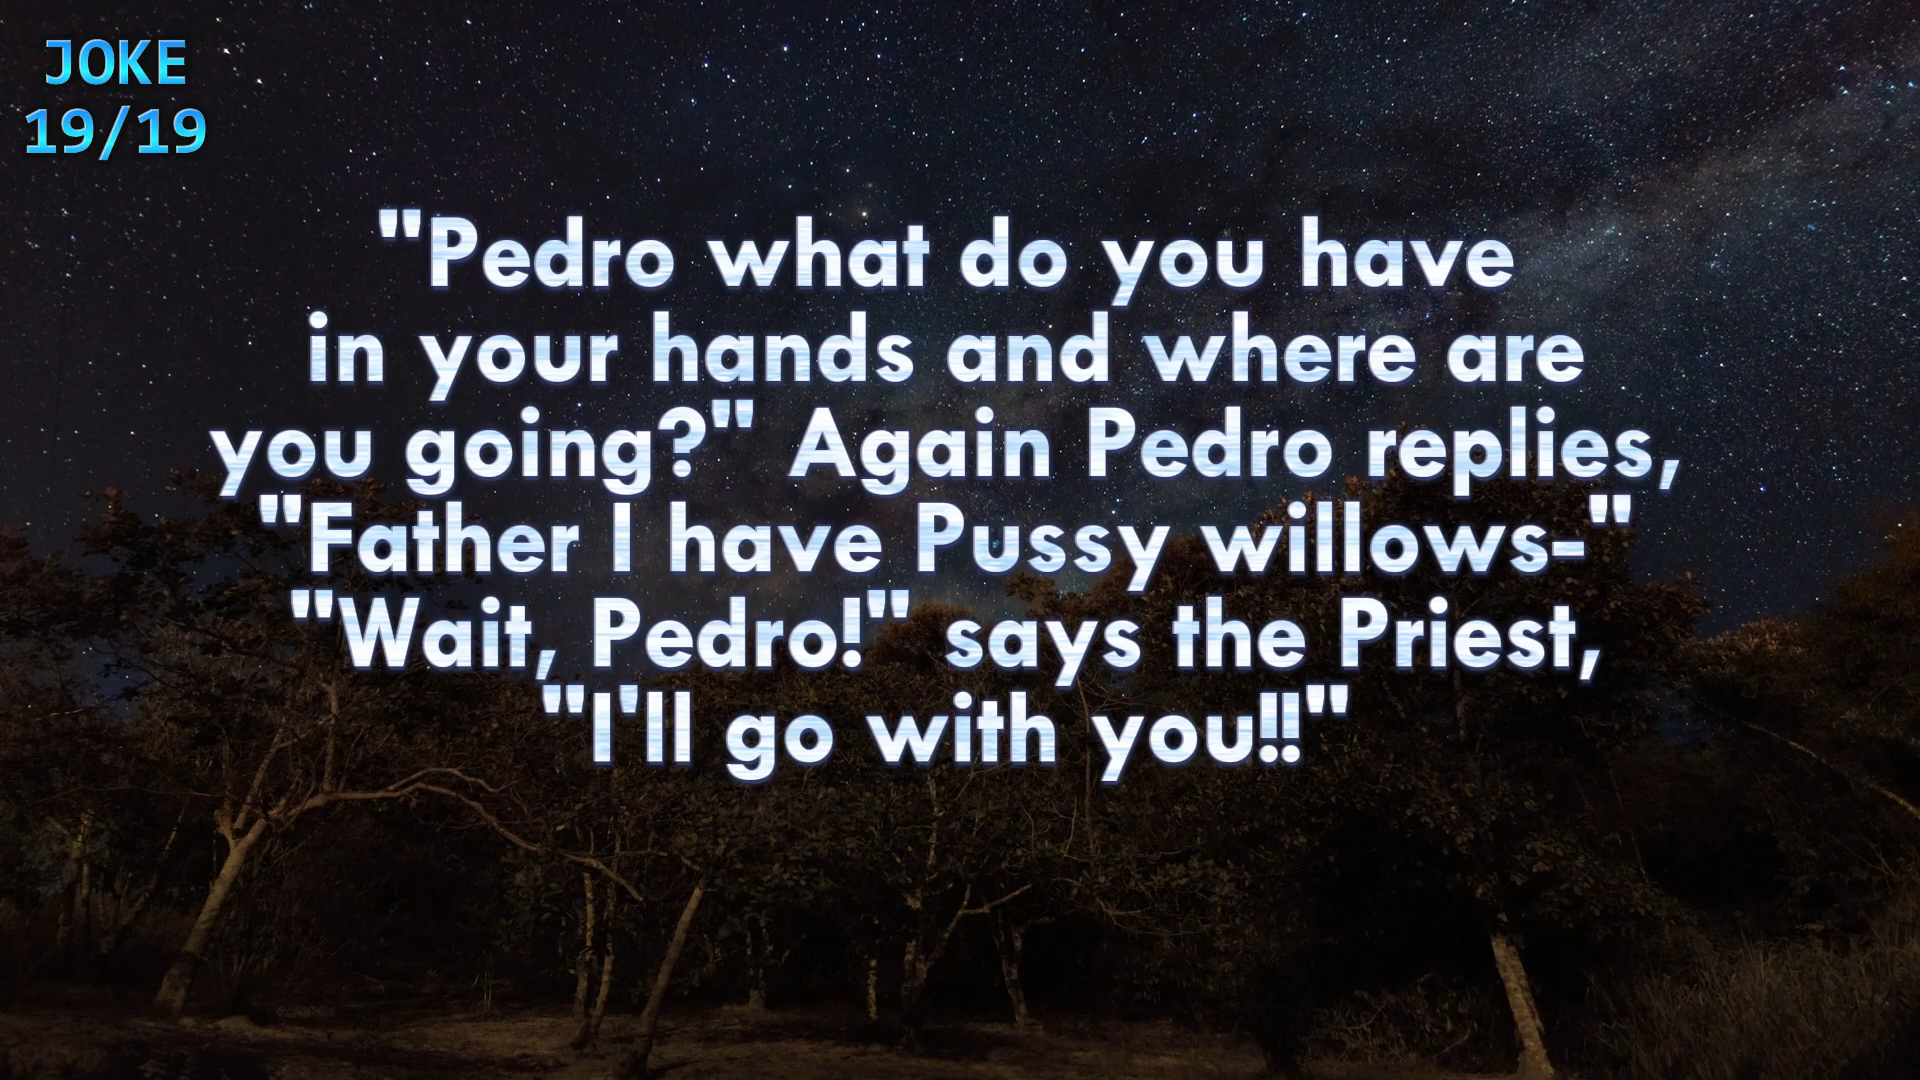 JOKE
19/19
"Pedro what do you have
in your hands and where are
you going?" Again Pedro replies,
"Father I have Pussy willows-"
"Wait, Pedro!" says the Priest,
"I'll go with you!!"